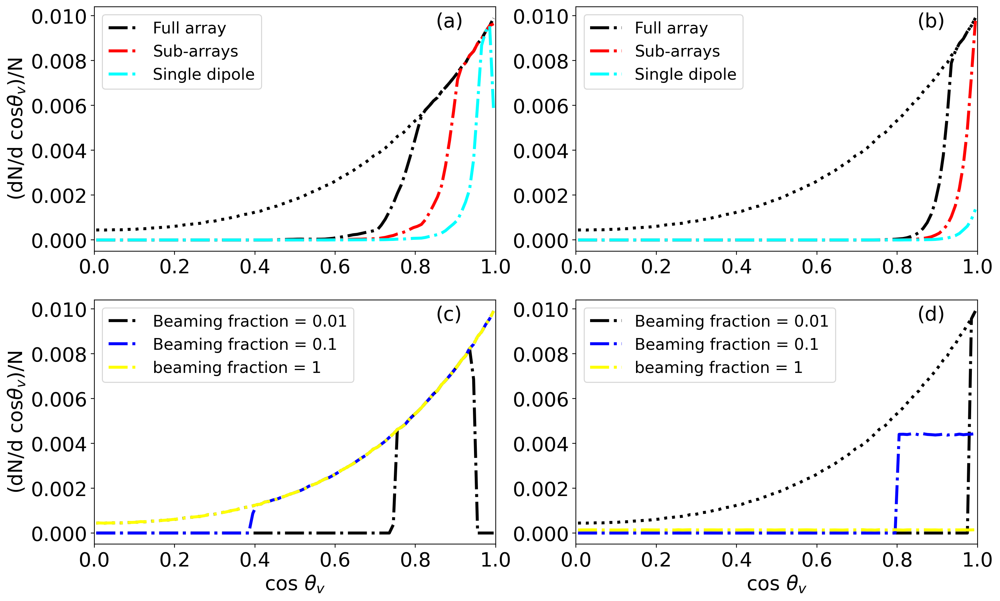 (a)
Full array
Sub-arrays
Single dipole
(dN/d cosθv)/N
0.010
0.008
0.006
0.004
0.002
0.000
0.0 0.2 0.4 0.6 0.8 1.0
(b)
Full array
Sub-arrays
Single dipole
0.010
0.008
0.006
0.004
0.002
0.000
0.0 0.2 0.4 0.6 0.8 1.0
(c)
Beaming fraction = 0.01
Beaming fraction = 0.1
beaming fraction = 1
(dN/d cosθv)/N
0.010
0.008
0.006
0.004
0.002
0.000
0.0 0.2 0.4 0.6 0.8 1.0
cos θv
(d)
Beaming fraction = 0.01
Beaming fraction = 0.1
beaming fraction = 1
0.010
0.008
0.006
0.004
0.002
0.000
0.0 0.2 0.4 0.6 0.8 1.0
cos θv